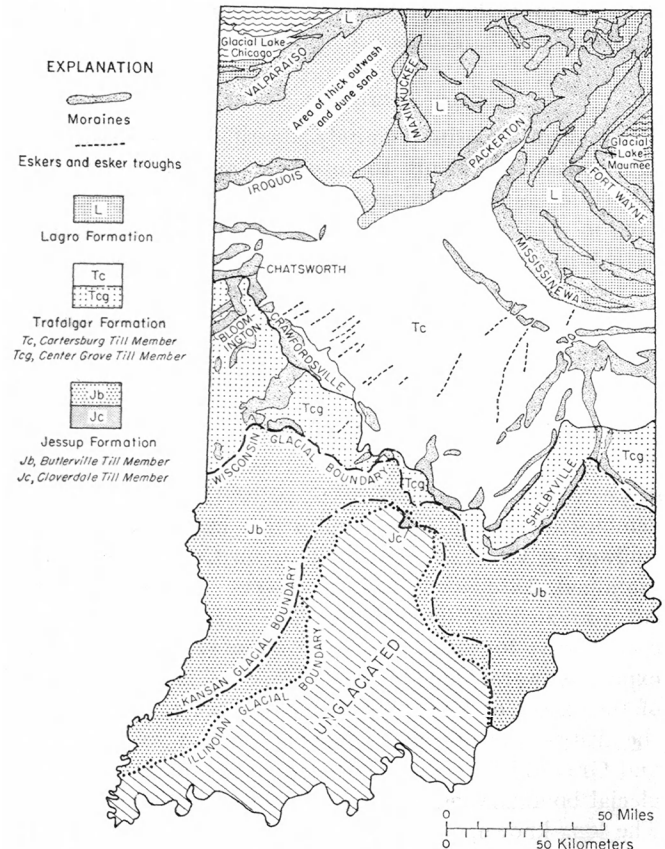 EXPLANATION
Moraines
Eskers and esker troughs
L
Lagro Formation
Tc
Tcg
Trafalgar Formation
Tc, Cartersburg Till Member
Tcg, Center Grove Till Member
Jb
Jc
Jessup Formation
Jb, Butlerville Till Member
Jc, Cloverdale Till Member
Glacial Lake
Chicago
L
VALPARAISO
Area of thick outwash
and dune sand
MAXINKUCKEE
L
PACKERTON
Glacial
Lake
Maumee
IROQUOIS
L
FORT WAYNE
MISSISSINEWA
CHATSWORTH
BLOOM
INGTON
CRAWFORDSVILLE
Tc
Tcg
WISCONSIN GLACIAL BOUNDARY
Tcg
SHELBYVILLE
Tcg
Jb
Jc
Jb
KANSAN GLACIAL BOUNDARY
ILLINOIAN GLACIAL BOUNDARY
UNGLACIATED
0 50 Miles
0 50 Kilometers